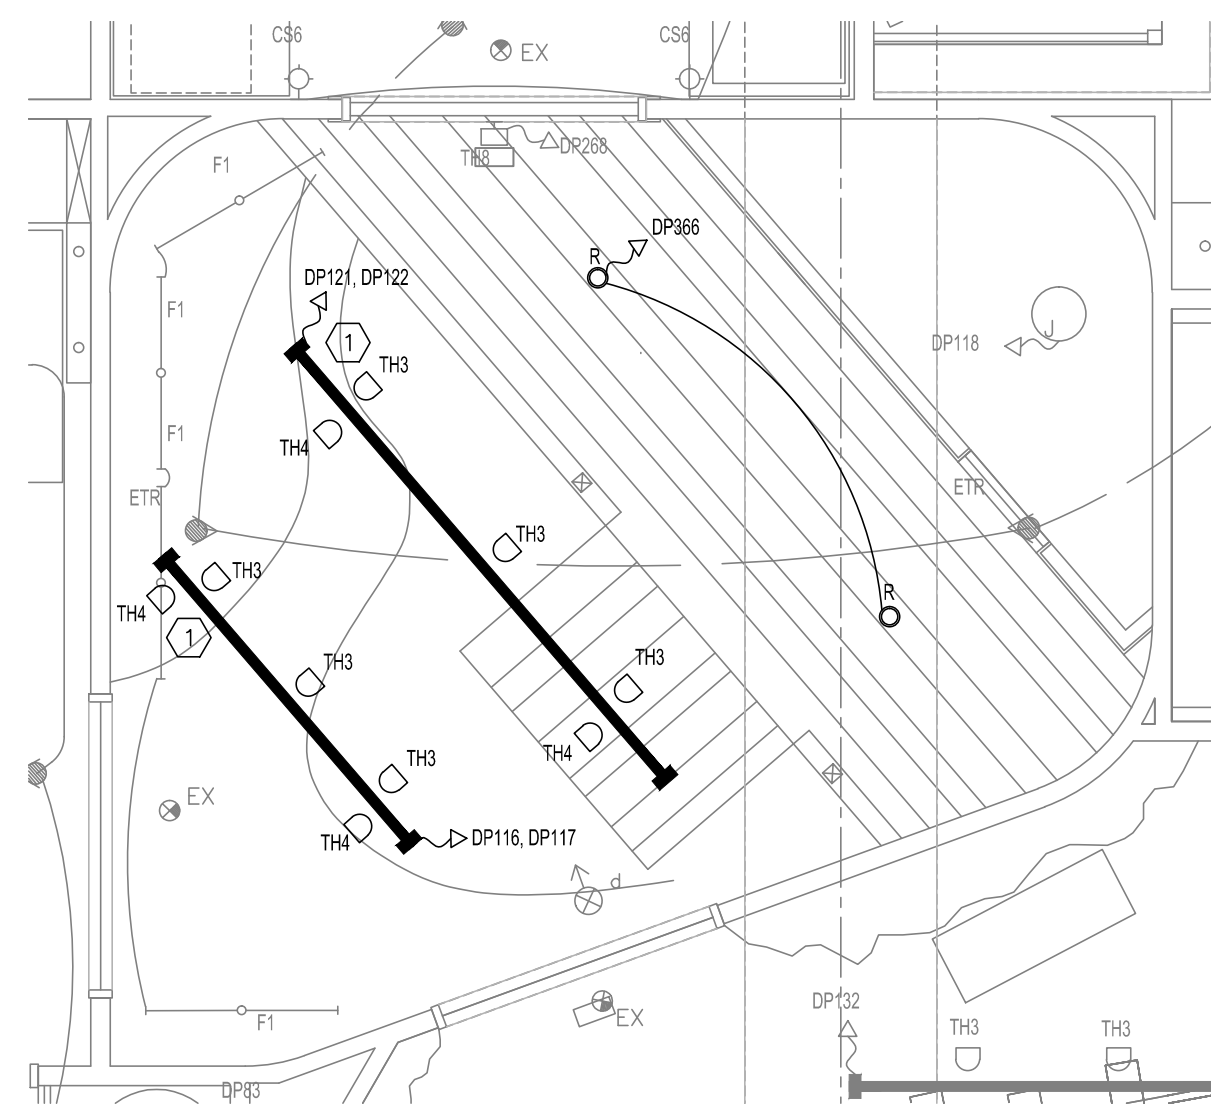 CS6
CS6
EX
TH8
DP268
F1
DP366
R
DP121, DP122
F1
1
TH3
J
DP118
F1
TH4
ETR
ETR
TH3
TH3
R
TH4
1
TH3
TH3
TH3
TH4
EX
TH4
DP116, DP117
d
DP132
F1
EX
TH3
TH3
DP83